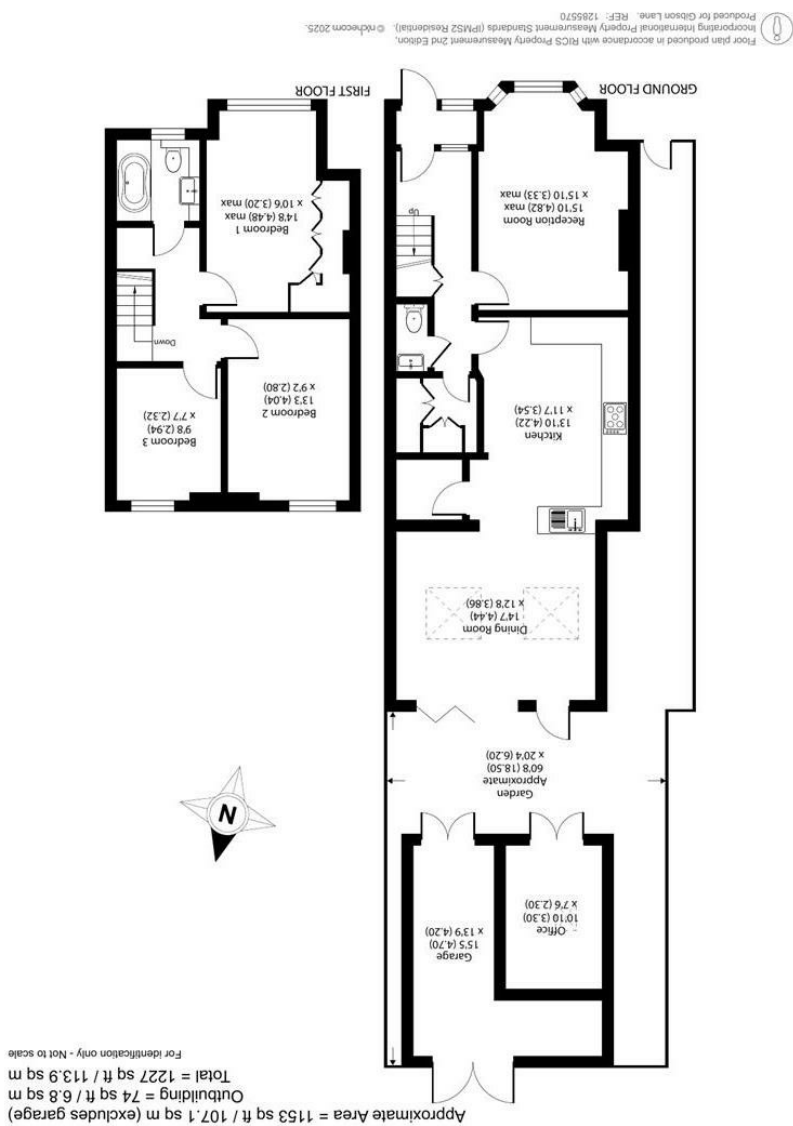 Approximate Area = 1153 sq ft / 107.1 sq m (excludes garage)
Outbuilding = 74 sq ft / 6.8 sq m
Total = 1227 sq ft / 113.9 sq m
For identification only - Not to scale
Garage
15'5 (4.70)
x 13'9 (4.20)
Office
10'10 (3.30)
x 7'6 (2.30)
Garden
Approximate
60'8 (18.50)
x 20'4 (6.20)
N
Dining Room
14'7 (4.44)
x 12'8 (3.86)
Kitchen
13'10 (4.22)
x 11'7 (3.54)
Up
Reception Room
15'10 (4.82) max
x 10'10 (3.33) max
GROUND FLOOR
Bedroom 2
13'3 (4.04)
x 9'2 (2.80)
Bedroom 3
9'8 (2.94)
x 7'7 (2.32)
Down
Bedroom 1
14'8 (4.48) max
x 10'6 (3.20) max
FIRST FLOOR
Floor plan produced in accordance with RICS Property Measurement 2nd Edition,
Incorporating International Property Measurement Standards (IPMS2 Residential). © nichecom 2025.
Produced for Gibson Lane. REF: 1285570